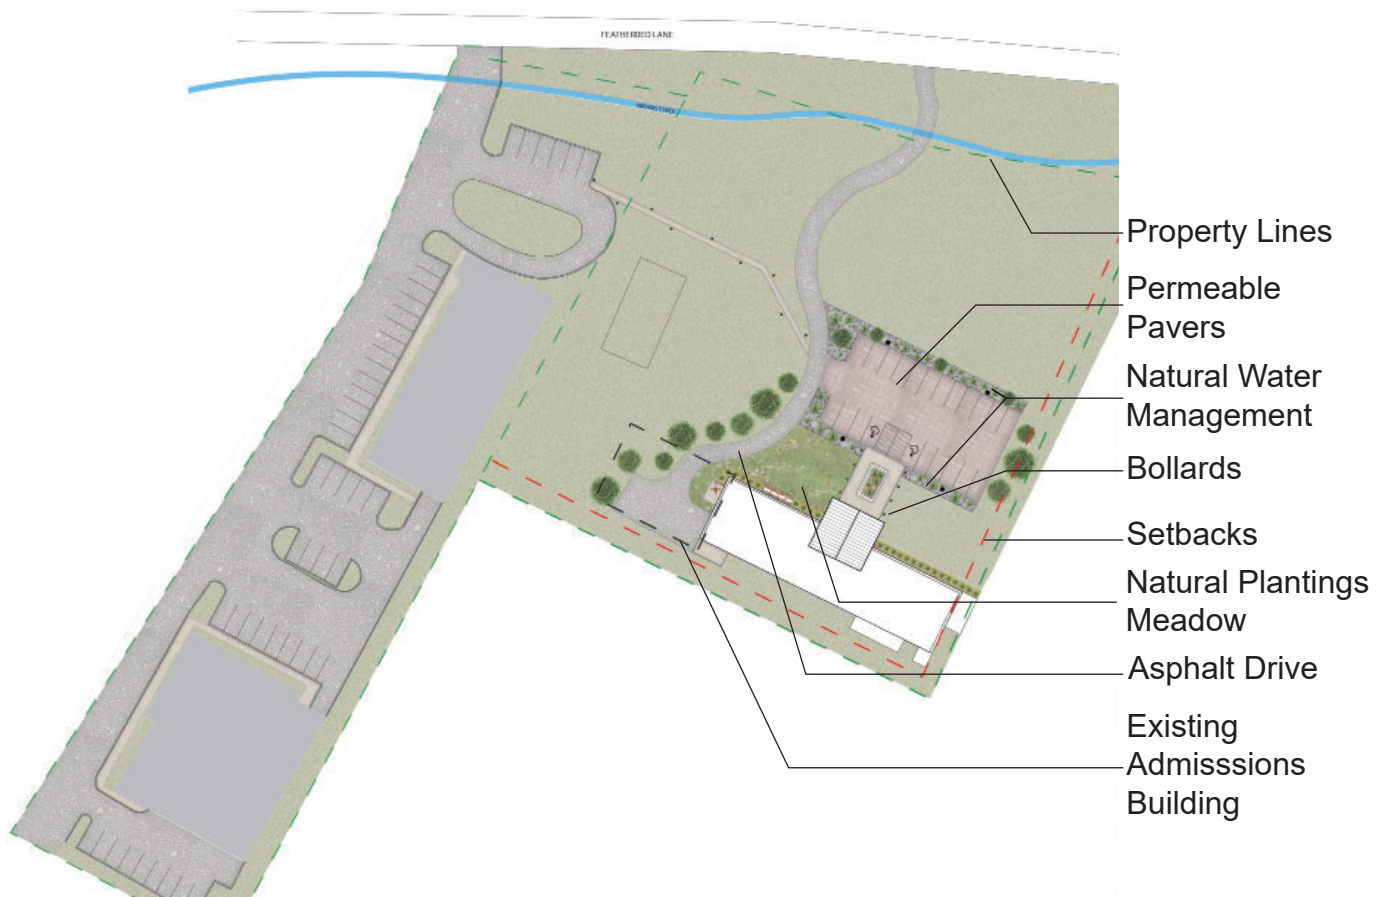 FEATHERBED LANE
Property Lines
Permeable
Pavers
Natural Water
Management
Bollards
Setbacks
Natural Plantings
Meadow
Asphalt Drive
Existing
Admisssions
Building